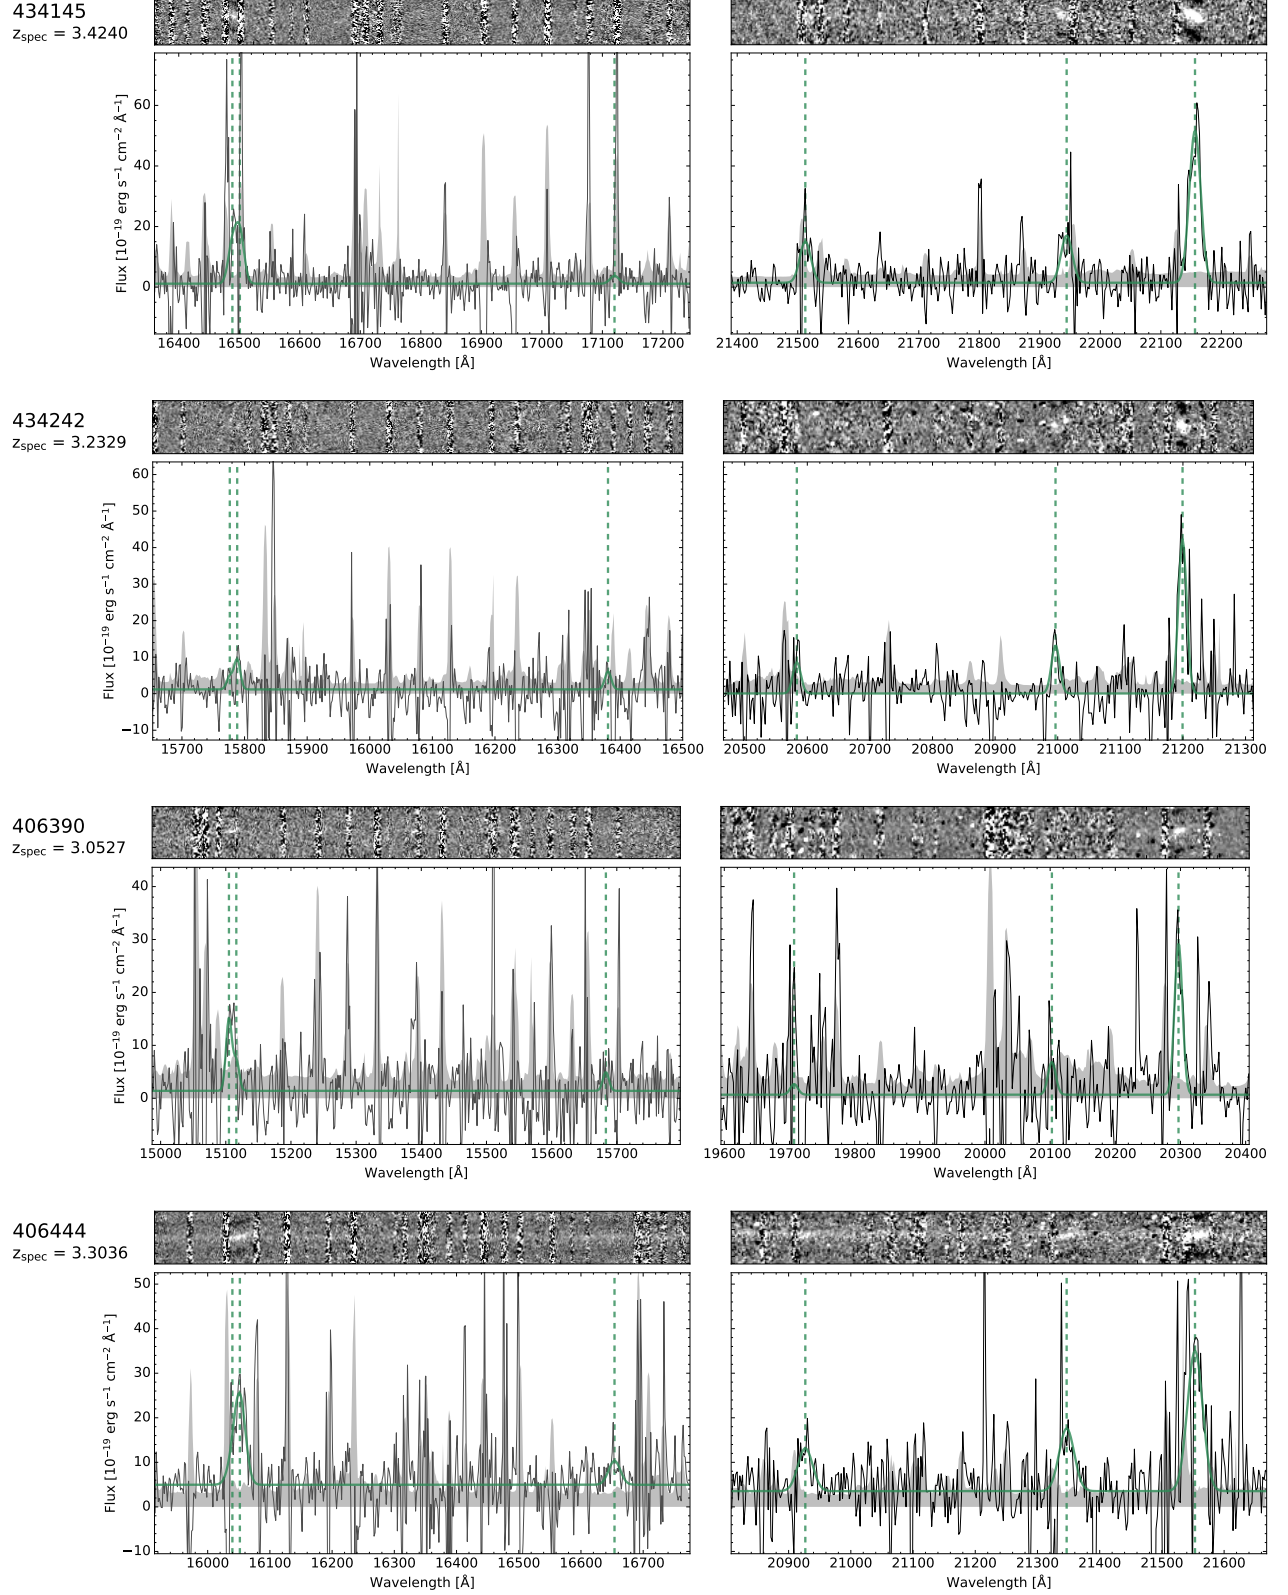 434145
zspec = 3.4240
Flux [10−19 erg s−1 cm−2 Å−1]
60
40
20
0
16400 16500 16600 16700 16800 16900 17000 17100 17200
Wavelength [Å]
21400 21500 21600 21700 21800 21900 22000 22100 22200
Wavelength [Å]
434242
zspec = 3.2329
Flux [10−19 erg s−1 cm−2 Å−1]
60
50
40
30
20
10
0
−10
15700 15800 15900 16000 16100 16200 16300 16400 16500
Wavelength [Å]
20500 20600 20700 20800 20900 21000 21100 21200 21300
Wavelength [Å]
406390
zspec = 3.0527
Flux [10−19 erg s−1 cm−2 Å−1]
40
30
20
10
0
15000 15100 15200 15300 15400 15500 15600 15700
Wavelength [Å]
19600 19700 19800 19900 20000 20100 20200 20300 20400
Wavelength [Å]
406444
zspec = 3.3036
Flux [10−19 erg s−1 cm−2 Å−1]
50
40
30
20
10
0
−10
16000 16100 16200 16300 16400 16500 16600 16700
Wavelength [Å]
20900 21000 21100 21200 21300 21400 21500 21600
Wavelength [Å]